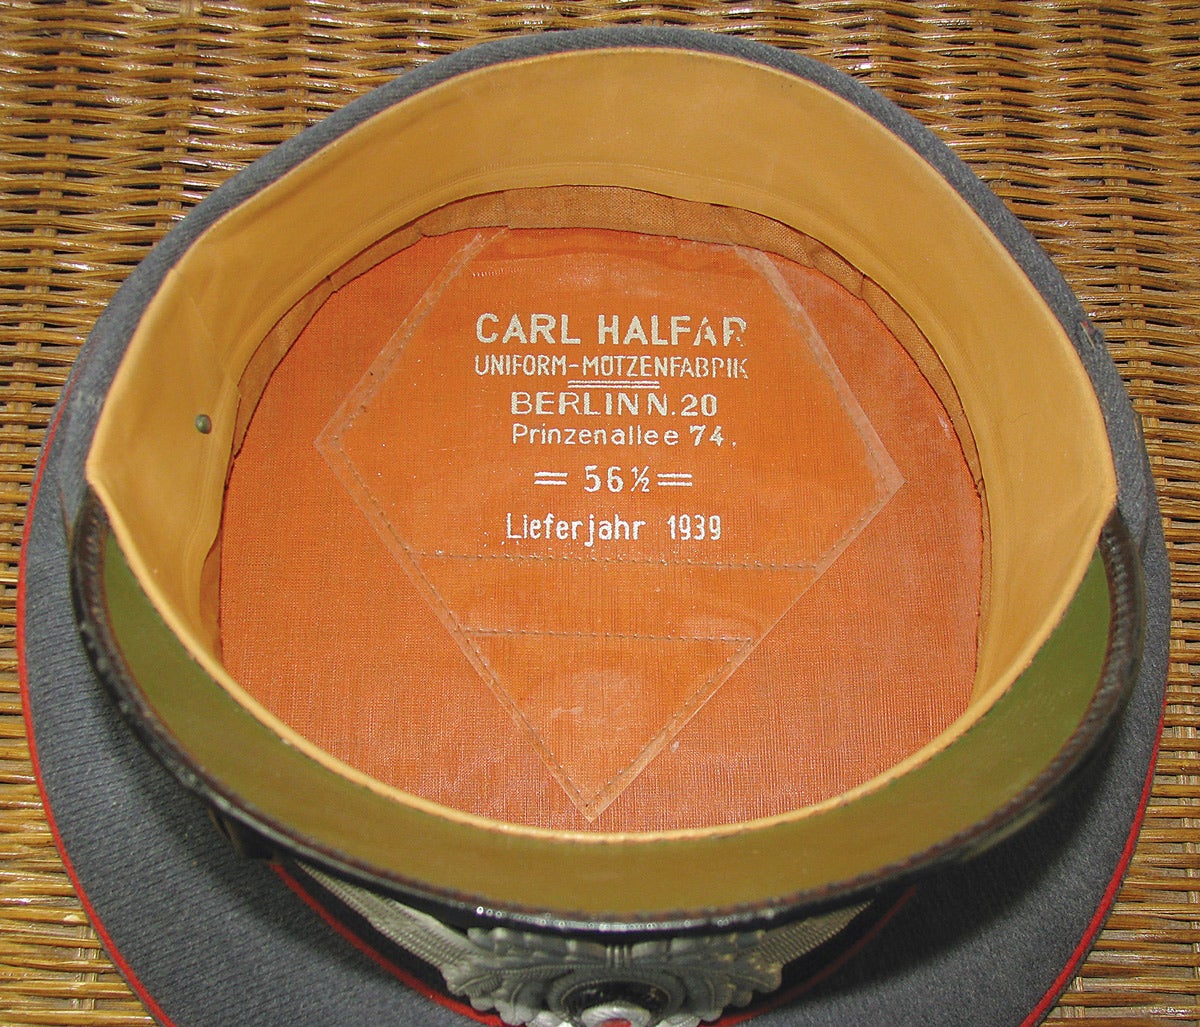 CARL HALFAR
UNIFORM-MÜTZENFABRIK
BERLIN N.20
Prinzenallee 74.
= 56½ =
Lieferjahr 1939